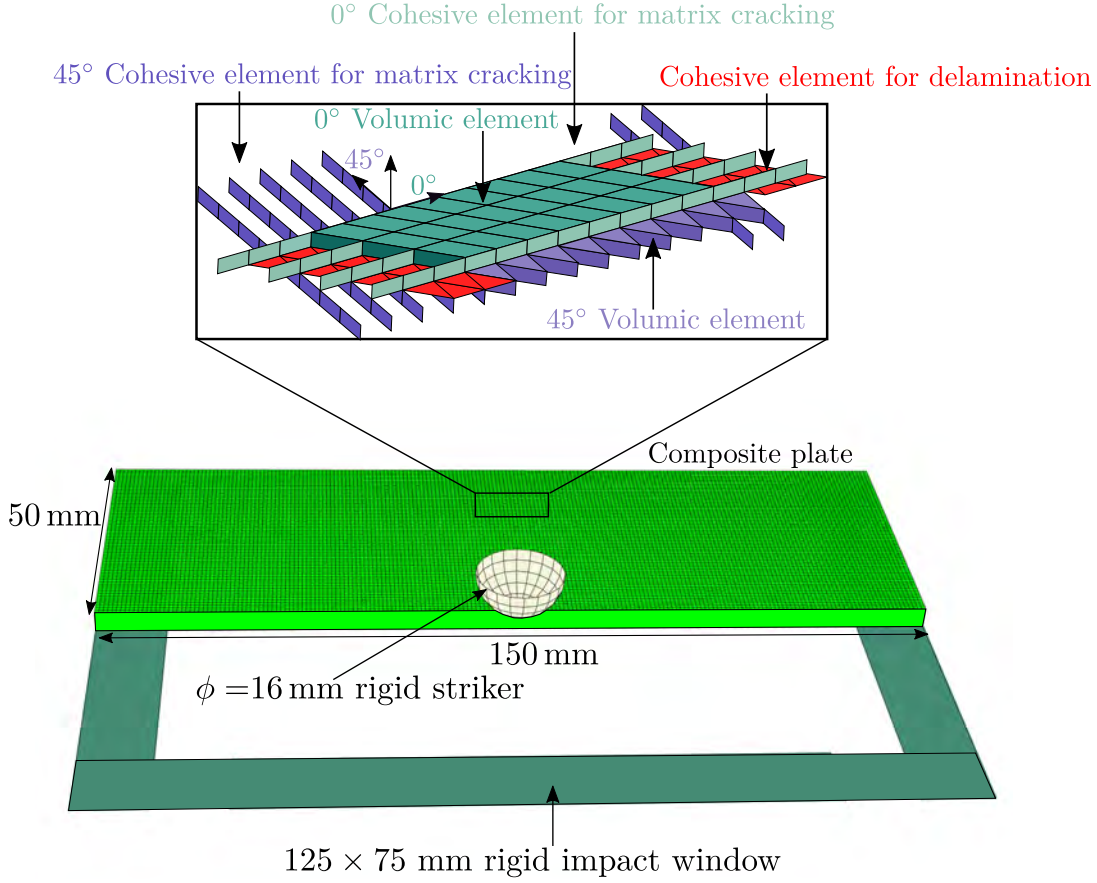 0° Cohesive element for matrix cracking
45° Cohesive element for matrix cracking
Cohesive element for delamination
0° Volumic element
45°
0°
45° Volumic element
Composite plate
50 mm
150 mm
ϕ =16 mm rigid striker
125 × 75 mm rigid impact window